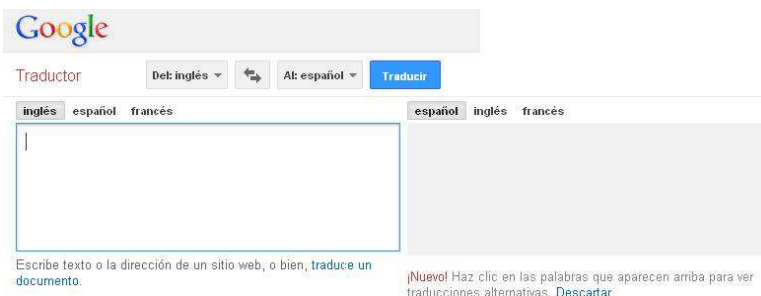 Google
Traductor Del: inglés Al: español Traducir
inglés español francés español inglés francés
Escribe texto o la dirección de un sitio web, o bien, traduce un
documento.
¡Nuevo! Haz clic en las palabras que aparecen arriba para ver
traducciones alternativas. Descartar